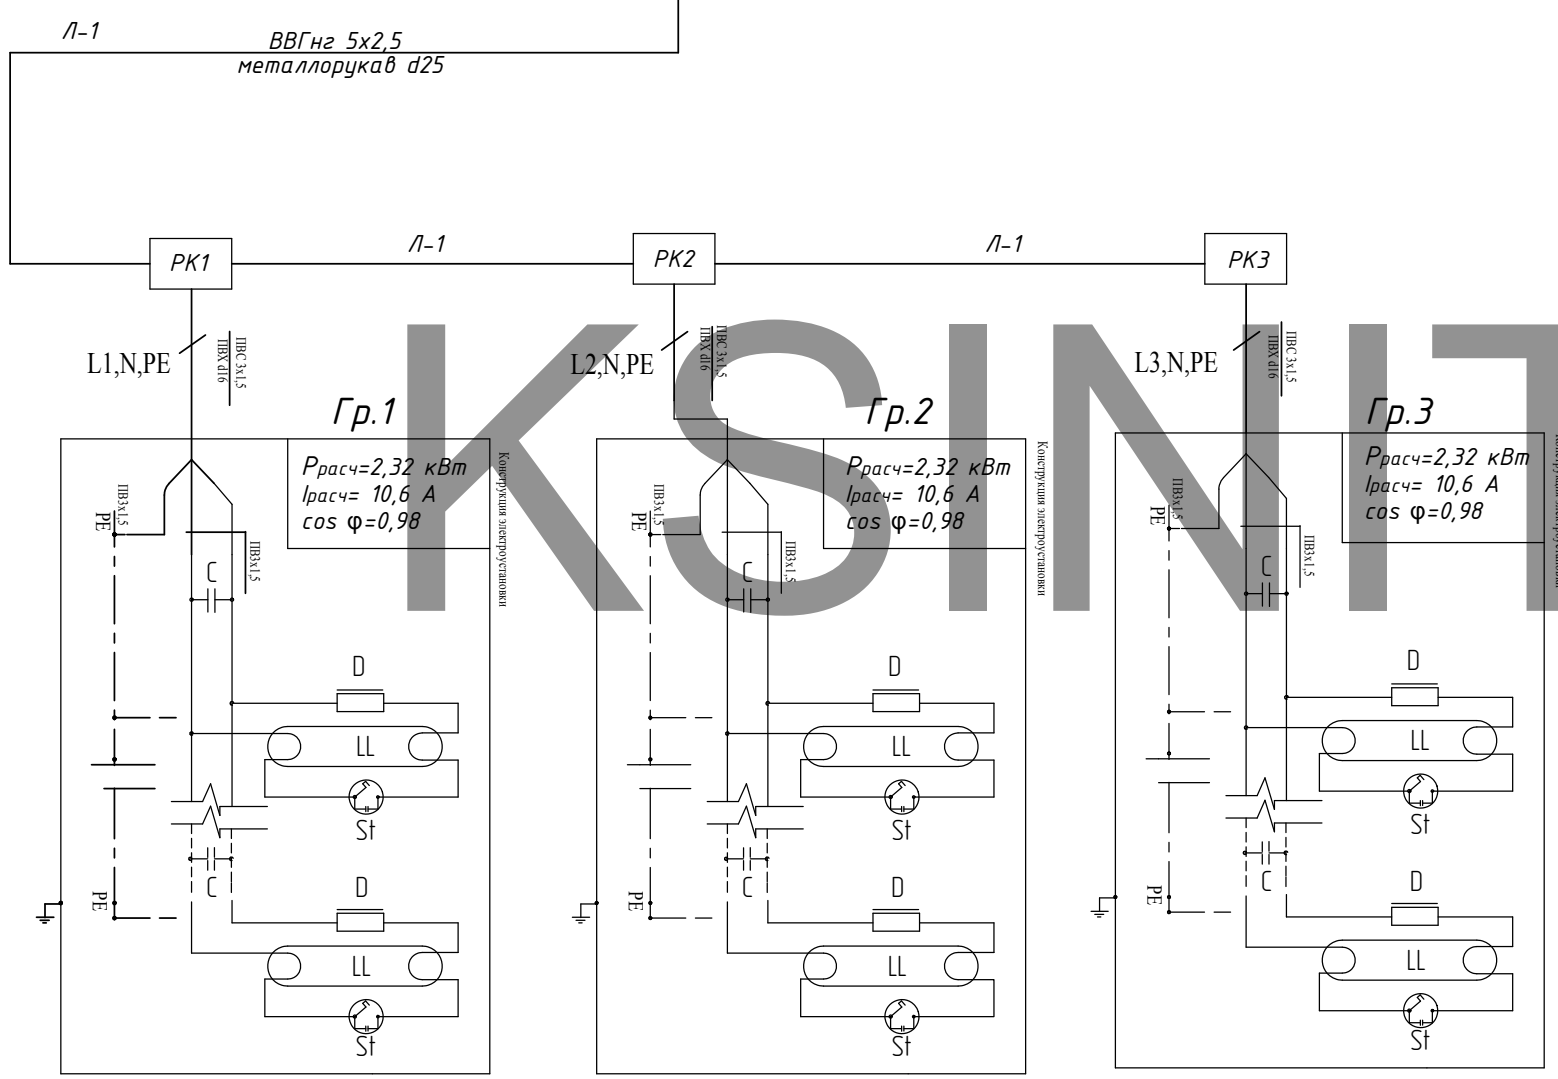 Л-1
ВВГнг 5х2,5
металлорукав d25
РК1
Л-1
РК2
Л-1
РК3
L1,N,PE
ПВС 3х1,5
ПВХ d16
L2,N,PE
ПВС 3х1,5
ПВХ d16
L3,N,PE
ПВС 3х1,5
ПВХ d16
KSINIT
Гр.1
Ррасч=2,32 кВт
Iрасч= 10,6 А
cos φ=0,98
Конструкция электроустановки
ПВ3х1,5
PE
ПВ3х1,5
C
D
LL
St
C
PE
D
LL
St
Гр.2
Ррасч=2,32 кВт
Iрасч= 10,6 А
cos φ=0,98
Конструкция электроустановки
ПВ3х1,5
PE
ПВ3х1,5
C
D
LL
St
C
PE
D
LL
St
Гр.3
Ррасч=2,32 кВт
Iрасч= 10,6 А
cos φ=0,98
ПВ3х1,5
PE
ПВ3х1,5
C
D
LL
St
C
PE
D
LL
St